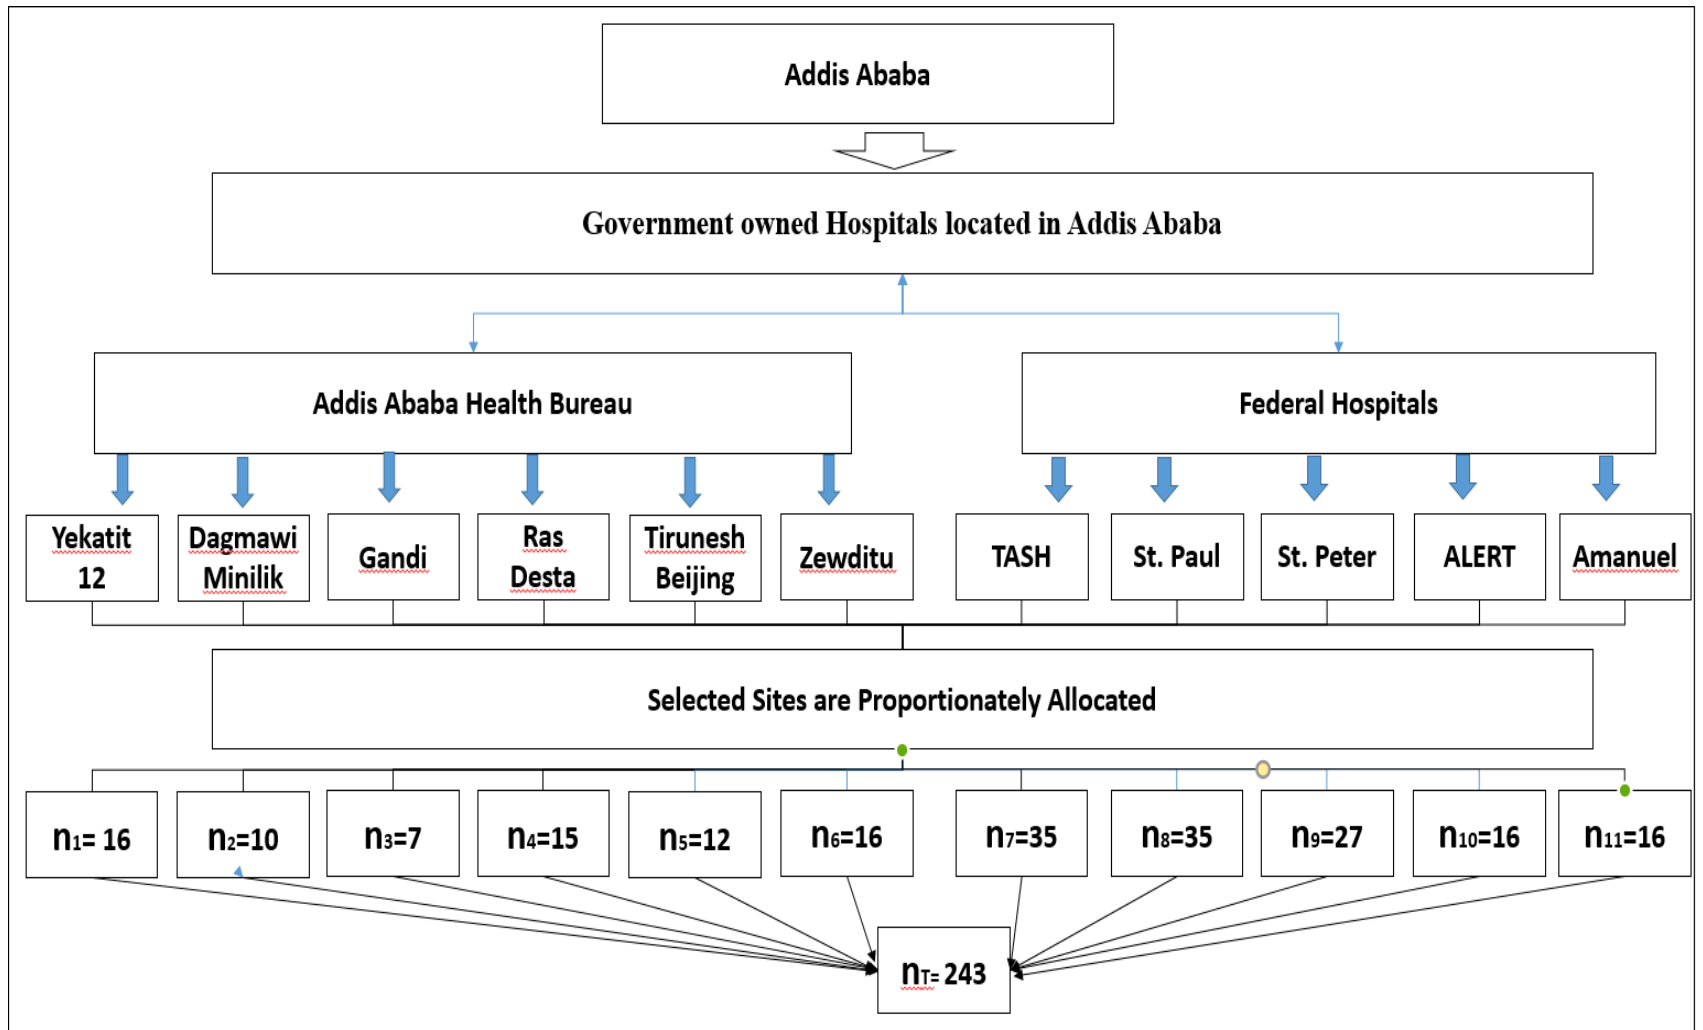 Addis Ababa
Government owned Hospitals located in Addis Ababa
Addis Ababa Health Bureau
Federal Hospitals
Yekatit
12
Dagmawi
Minilik
Gandi
Ras
Desta
Tirunesh
Beijing
Zewditu
TASH
St. Paul
St. Peter
ALERT
Amanuel
Selected Sites are Proportionately Allocated
n1= 16
n2=10
n3=7
n4=15
n5=12
n6=16
n7=35
n8=35
n9=27
n10=16
n11=16
nT= 243